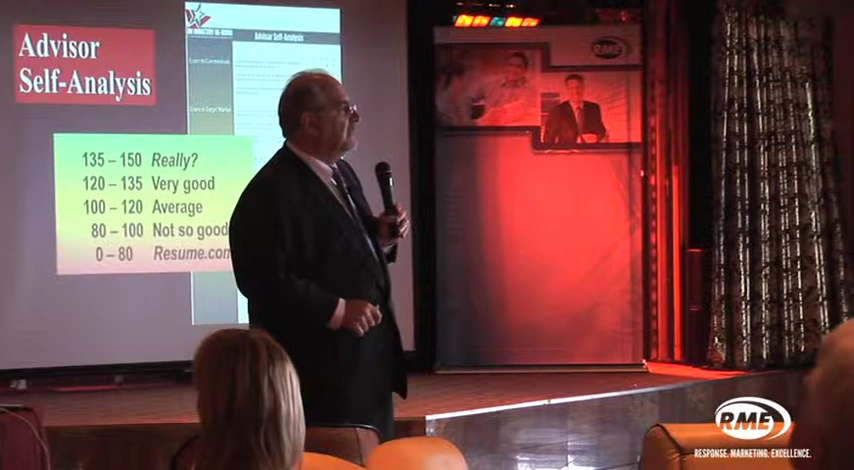 Advisor
Self-Analysis
Advisor Self-Analysis
135 – 150 Really?
120 – 135 Very good
100 – 120 Average
80 – 100 Not so good
0 – 80 Resume.com
RME
RME
RESPONSE. MARKETING. EXCELLENCE.